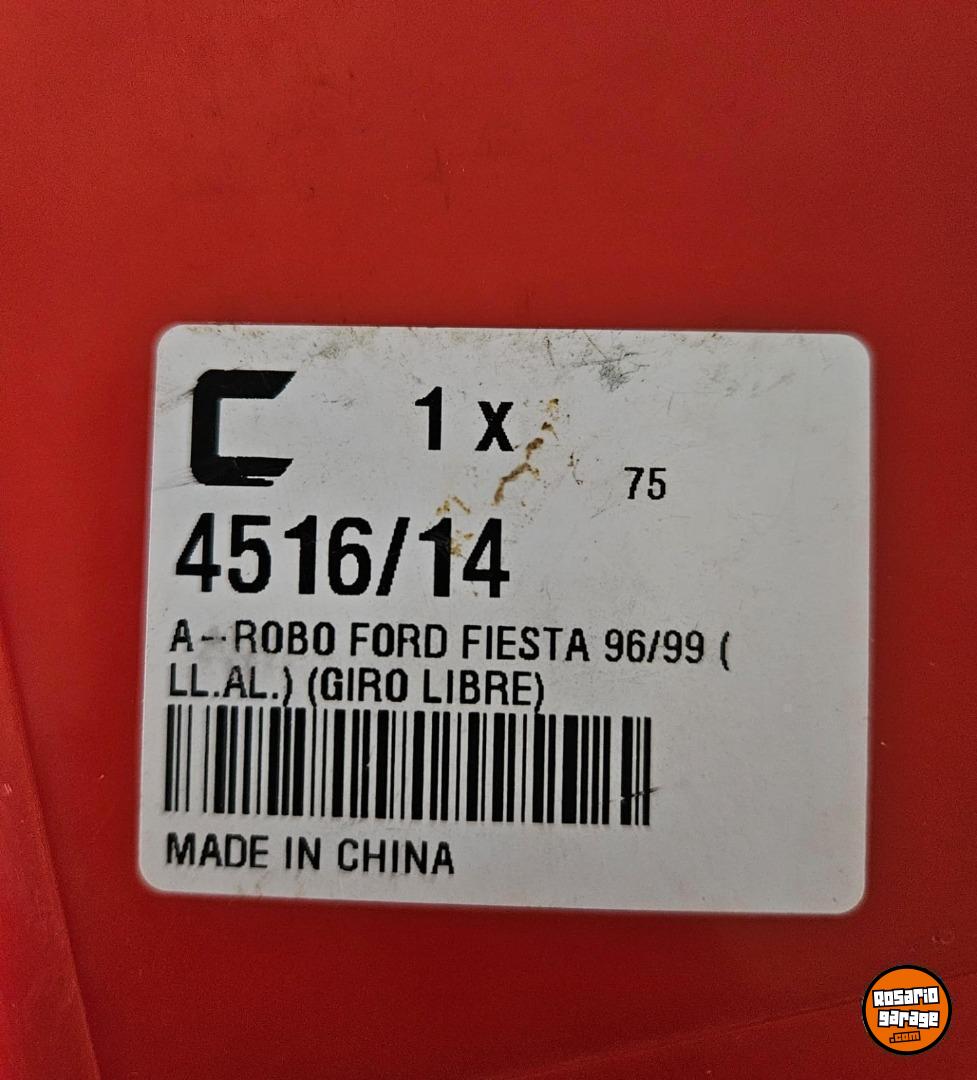 C 1 x
75
4516/14
A--ROBO FORD FIESTA 96/99 (
LL.AL.) (GIRO LIBRE)
MADE IN CHINA
Rosario
garage
.com